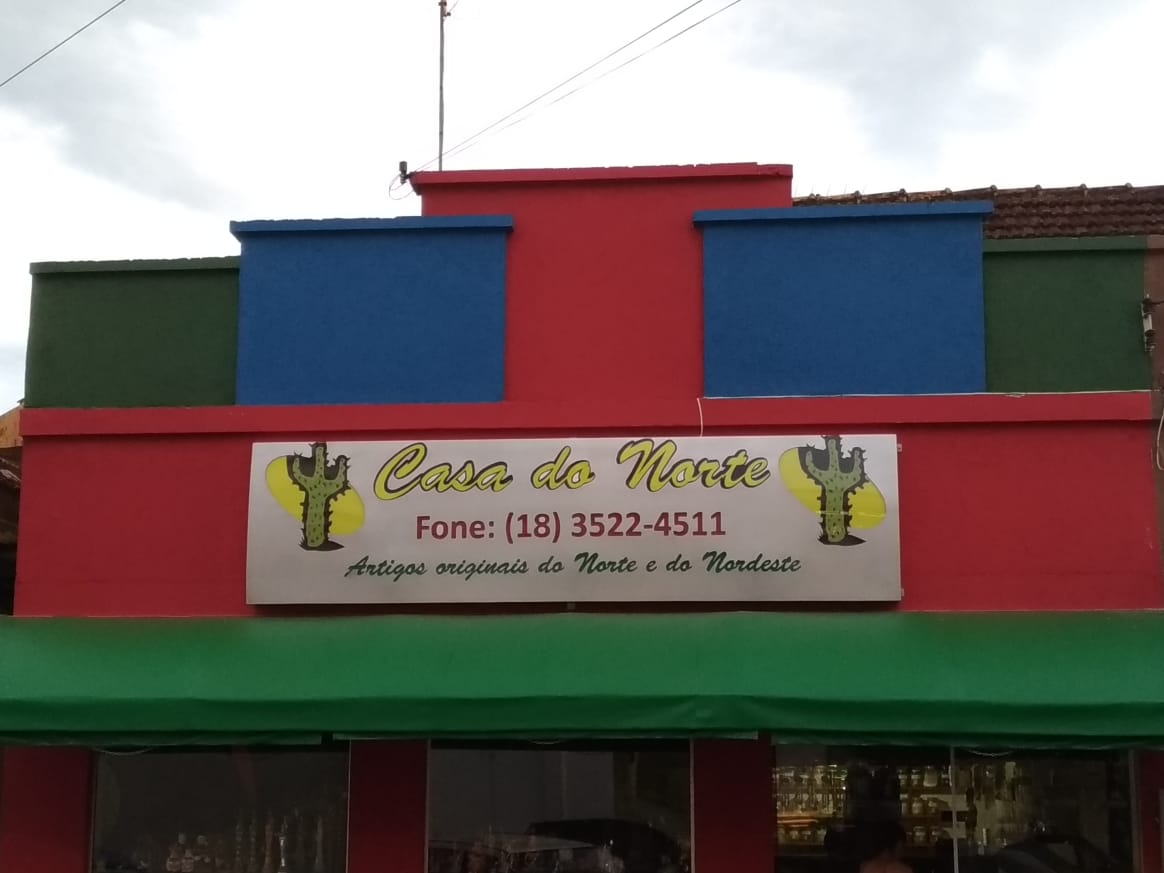 Casa do Norte
Fone: (18) 3522-4511
Artigos originais do Norte e do Nordeste